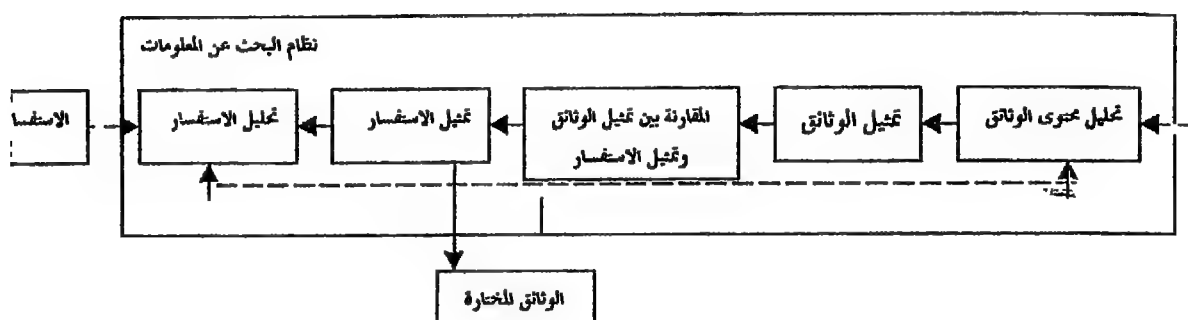 نظام البحث عن المعلومات
تحليل محتوى الوثائق
تمثيل الوثائق
المقارنة بين تمثيل الوثائق
وتمثيل الاستفسار
تمثيل الاستفسار
تحليل الاستفسار
الاستفسا
الوثائق المختارة